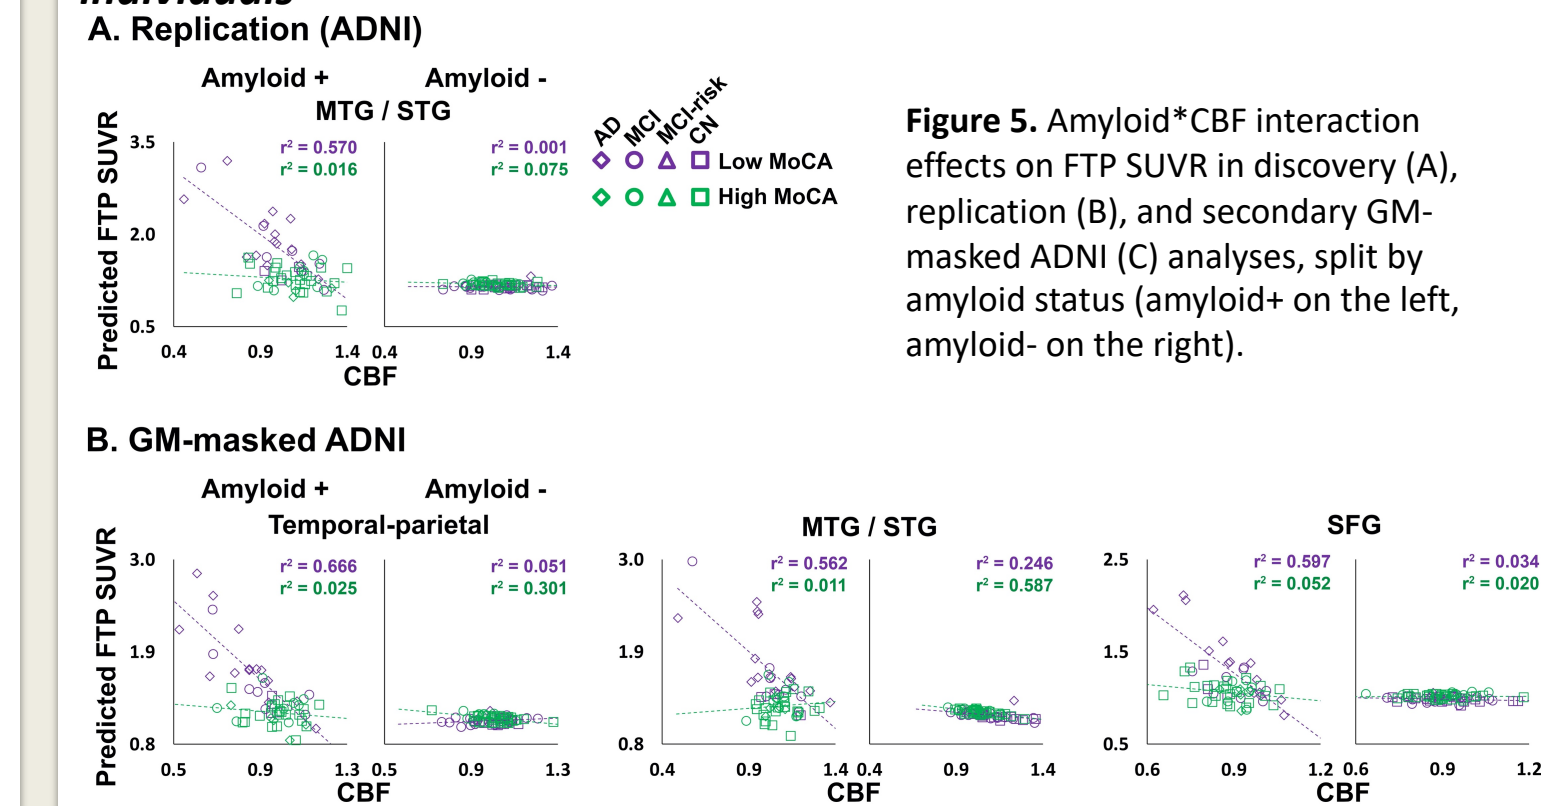 individuals
A. Replication (ADNI)
Amyloid + Amyloid -
MTG / STG
Predicted FTP SUVR
3.5
2.0
0.5
r² = 0.570
r² = 0.016
r² = 0.001
r² = 0.075
0.4 0.9 1.4 0.4 0.9 1.4
CBF
AD MCI MCI-risk CN
Low MoCA
High MoCA
Figure 5. Amyloid*CBF interaction
effects on FTP SUVR in discovery (A),
replication (B), and secondary GM-
masked ADNI (C) analyses, split by
amyloid status (amyloid+ on the left,
amyloid- on the right).
B. GM-masked ADNI
Amyloid + Amyloid -
Temporal-parietal
Predicted FTP SUVR
3.0
1.9
0.8
r² = 0.666
r² = 0.025
r² = 0.051
r² = 0.301
0.5 0.9 1.3 0.5 0.9 1.3
CBF
MTG / STG
3.0
1.9
0.8
r² = 0.562
r² = 0.011
r² = 0.246
r² = 0.587
0.4 0.9 1.4 0.4 0.9 1.4
CBF
SFG
2.5
1.5
0.5
r² = 0.597
r² = 0.052
r² = 0.034
r² = 0.020
0.6 0.9 1.2 0.6 0.9 1.2
CBF